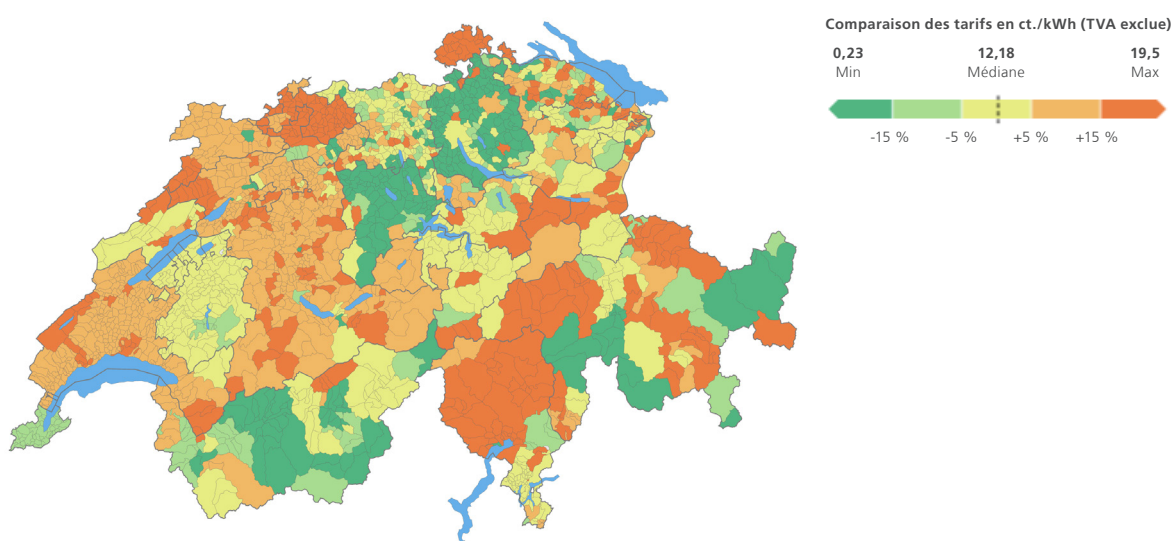 Comparaison des tarifs en ct./kWh (TVA exclue)
0,23 12,18 19,5
Min Médiane Max
-15 % -5 % +5 % +15 %